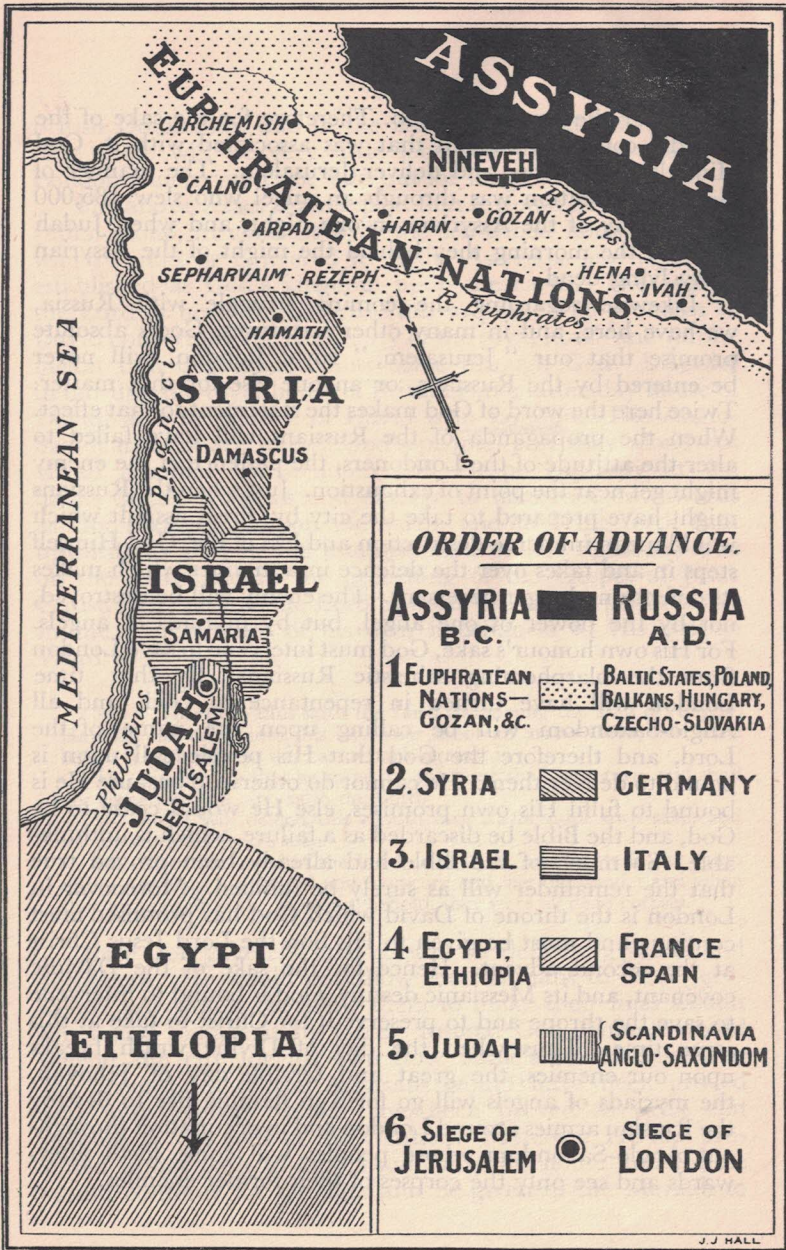 ASSYRIA
EUPHRATEAN NATIONS
CARCHEMISH
NINEVEH
R. Tigris
CALNO
ARPAD
HARAN
GOZAN
SEPHARVAIM
REZEPH
HENA
IVAH
R. Euphrates
HAMATH
SYRIA
Phœnicia
DAMASCUS
S
MEDITERRANEAN SEA
ISRAEL
SAMARIA
Philistines
JUDAH
JERUSALEM
EGYPT
ETHIOPIA
ORDER OF ADVANCE.
ASSYRIA RUSSIA
B.C. A.D.
1 EUPHRATEAN NATIONS— GOZAN, &C.
BALTIC STATES, POLAND,
BALKANS, HUNGARY,
CZECHO-SLOVAKIA
2. SYRIA GERMANY
3. ISRAEL ITALY
4 EGYPT, FRANCE
ETHIOPIA SPAIN
5. JUDAH { SCANDINAVIA
ANGLO-SAXONDOM
6. SIEGE OF SIEGE OF
JERUSALEM LONDON
J. J HALL